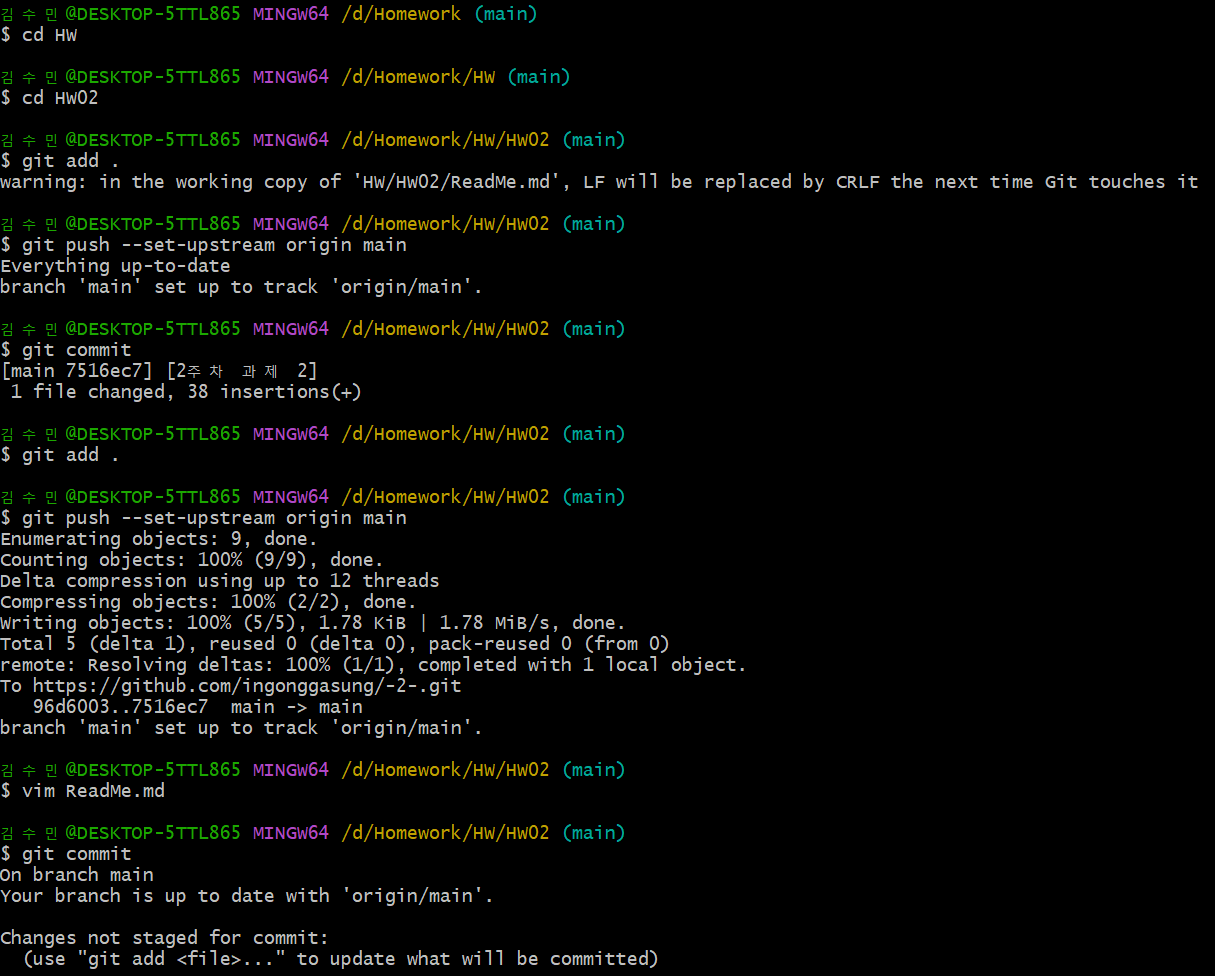 김수민@DESKTOP-5TTL865 MINGW64 /d/Homework (main)
$ cd HW
김수민@DESKTOP-5TTL865 MINGW64 /d/Homework/HW (main)
$ cd HW02
김수민@DESKTOP-5TTL865 MINGW64 /d/Homework/HW/HW02 (main)
$ git add .
warning: in the working copy of 'HW/HW02/ReadMe.md', LF will be replaced by CRLF the next time Git touches it
김수민@DESKTOP-5TTL865 MINGW64 /d/Homework/HW/HW02 (main)
$ git push --set-upstream origin main
Everything up-to-date
branch 'main' set up to track 'origin/main'.
김수민@DESKTOP-5TTL865 MINGW64 /d/Homework/HW/HW02 (main)
$ git commit
[main 7516ec7] [2주차 과제 2]
 1 file changed, 38 insertions(+)
김수민@DESKTOP-5TTL865 MINGW64 /d/Homework/HW/HW02 (main)
$ git add .
김수민@DESKTOP-5TTL865 MINGW64 /d/Homework/HW/HW02 (main)
$ git push --set-upstream origin main
Enumerating objects: 9, done.
Counting objects: 100% (9/9), done.
Delta compression using up to 12 threads
Compressing objects: 100% (2/2), done.
Writing objects: 100% (5/5), 1.78 KiB | 1.78 MiB/s, done.
Total 5 (delta 1), reused 0 (delta 0), pack-reused 0 (from 0)
remote: Resolving deltas: 100% (1/1), completed with 1 local object.
To https://github.com/ingonggasung/-2-.git
   96d6003..7516ec7  main -> main
branch 'main' set up to track 'origin/main'.
김수민@DESKTOP-5TTL865 MINGW64 /d/Homework/HW/HW02 (main)
$ vim ReadMe.md
김수민@DESKTOP-5TTL865 MINGW64 /d/Homework/HW/HW02 (main)
$ git commit
On branch main
Your branch is up to date with 'origin/main'.
Changes not staged for commit:
  (use "git add <file>..." to update what will be committed)